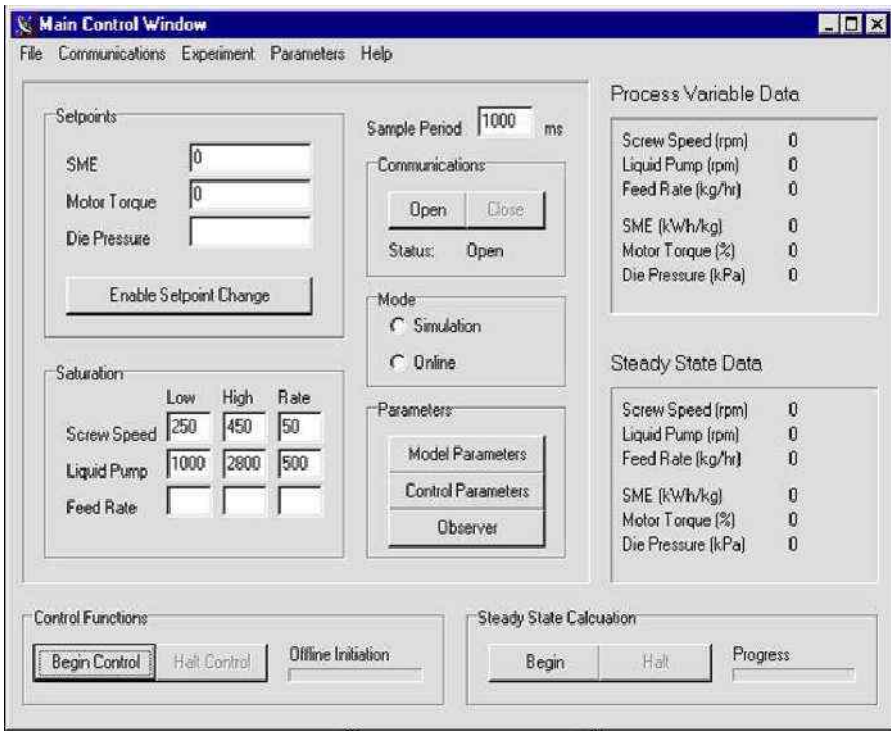 Main Control Window
File Communications Experiment Parameters Help
Setpoints
SME 0
Motor Torque 0
Die Pressure
Enable Setpoint Change
Saturation
Low High Rate
Screw Speed 250 450 50
Liquid Pump 1000 2800 500
Feed Rate
Sample Period 1000 ms
Communications
Open Close
Status: Open
Mode
Simulation
Online
Parameters
Model Parameters
Control Parameters
Observer
Process Variable Data
Screw Speed (rpm) 0
Liquid Pump (rpm) 0
Feed Rate (kg/hr) 0
SME (kWh/kg) 0
Motor Torque (%) 0
Die Pressure (kPa) 0
Steady State Data
Screw Speed (rpm) 0
Liquid Pump (rpm) 0
Feed Rate (kg/hr) 0
SME (kWh/kg) 0
Motor Torque (%) 0
Die Pressure (kPa) 0
Control Functions
Begin Control Halt Control Offline Initiation
Steady State Calcuation
Begin Halt Progress